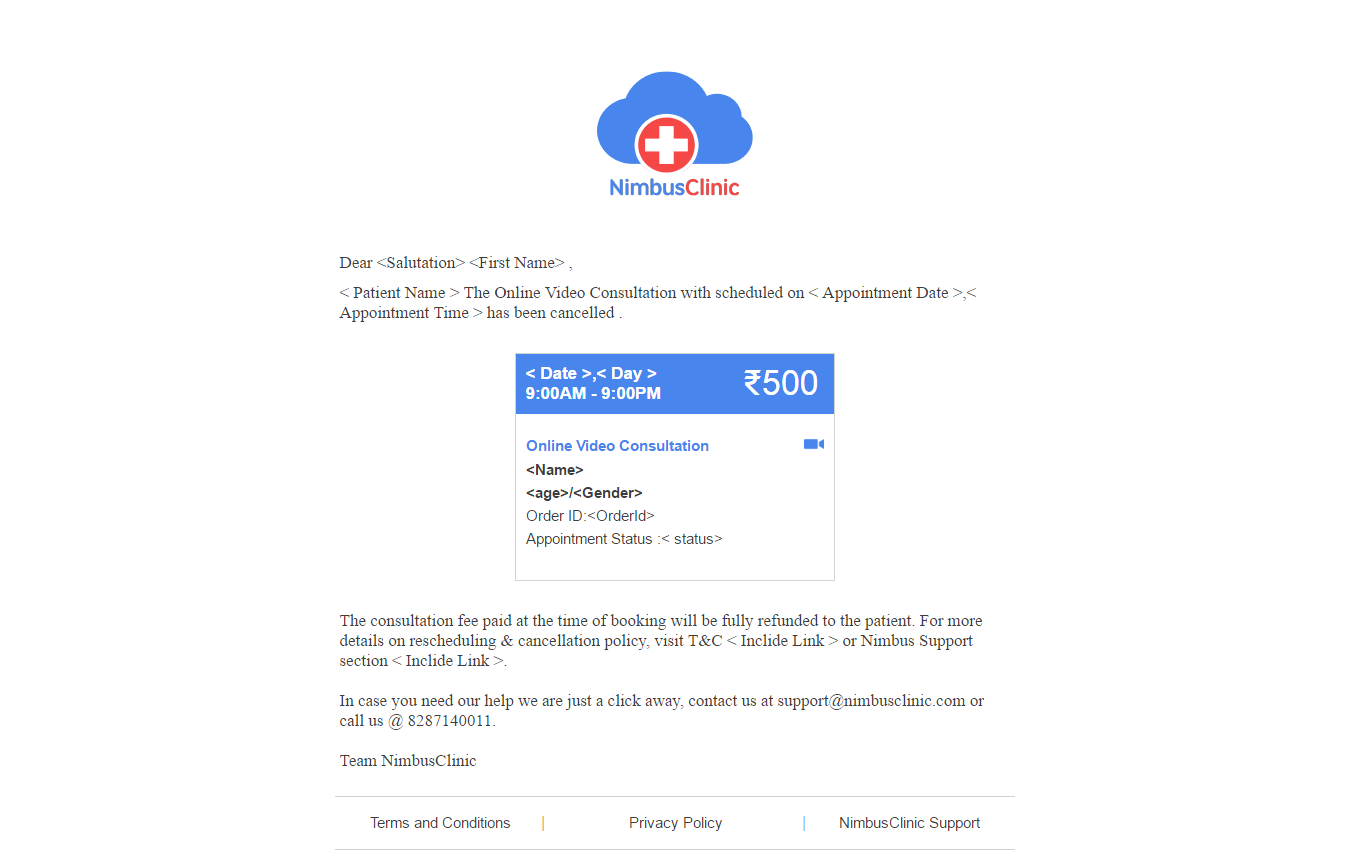 NimbusClinic
Dear <Salutation> <First Name> ,
< Patient Name > The Online Video Consultation with scheduled on < Appointment Date >,<
Appointment Time > has been cancelled .
< Date >,< Day >
9:00AM - 9:00PM
₹500
Online Video Consultation
<Name>
<age>/<Gender>
Order ID:<OrderId>
Appointment Status :< status>
The consultation fee paid at the time of booking will be fully refunded to the patient. For more
details on rescheduling & cancellation policy, visit T&C < Inclide Link > or Nimbus Support
section < Inclide Link >.
In case you need our help we are just a click away, contact us at support@nimbusclinic.com or
call us @ 8287140011.
Team NimbusClinic
Terms and Conditions | Privacy Policy | NimbusClinic Support